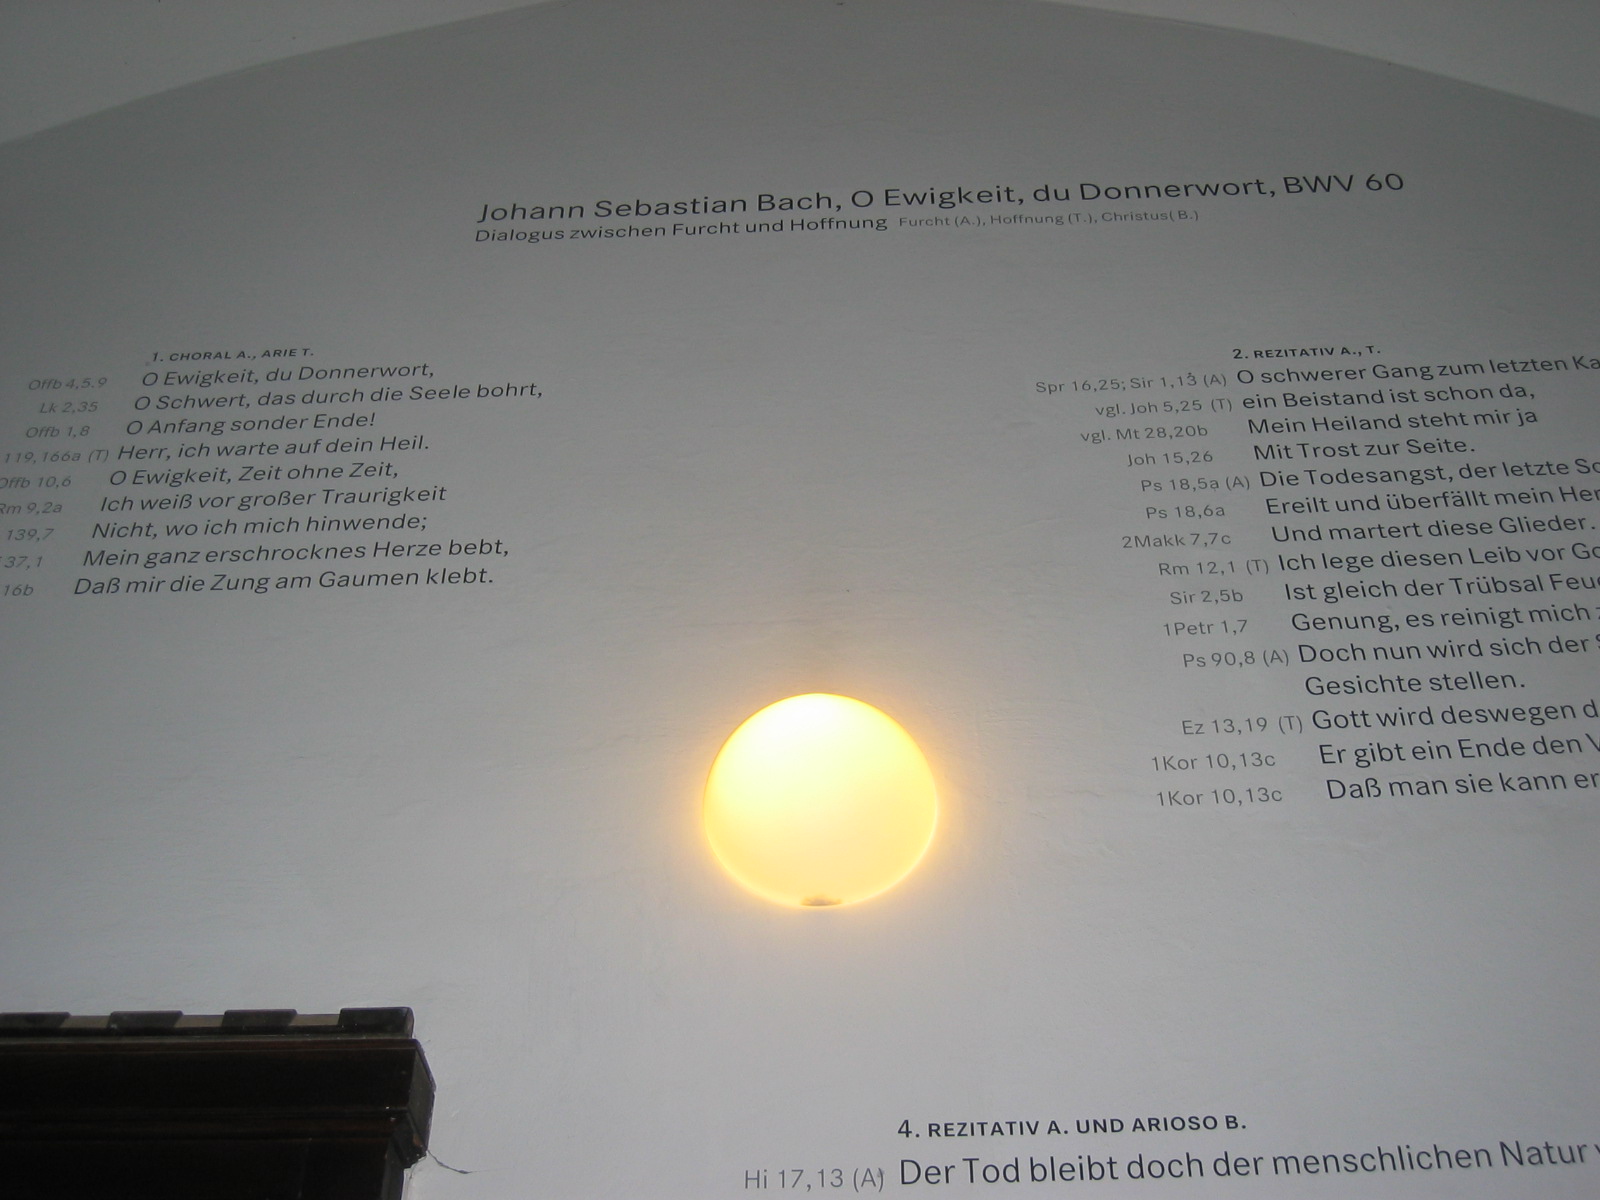 Johann Sebastian Bach, O Ewigkeit, du Donnerwort, BWV 60
Dialogus zwischen Furcht und Hoffnung Furcht (A.), Hoffnung (T.), Christus( B.)
1. CHORAL A., ARIE T.
Offb 4,5.9 O Ewigkeit, du Donnerwort,
Lk 2,35 O Schwert, das durch die Seele bohrt,
Offb 1,8 O Anfang sonder Ende!
119,166a (T) Herr, ich warte auf dein Heil.
Offb 10,6 O Ewigkeit, Zeit ohne Zeit,
Rm 9,2a Ich weiß vor großer Traurigkeit
139,7 Nicht, wo ich mich hinwende;
37,1 Mein ganz erschrocknes Herze bebt,
16b Daß mir die Zung am Gaumen klebt.
2. REZITATIV A., T.
Spr 16,25; Sir 1,13 (A) O schwerer Gang zum letzten Ka
vgl. Joh 5,25 (T) ein Beistand ist schon da,
vgl. Mt 28,20b Mein Heiland steht mir ja
Joh 15,26 Mit Trost zur Seite.
Ps 18,5a (A) Die Todesangst, der letzte Sc
Ps 18,6a Ereilt und überfällt mein Her
2Makk 7,7c Und martert diese Glieder.
Rm 12,1 (T) Ich lege diesen Leib vor Go
Sir 2,5b Ist gleich der Trübsal Feu
1Petr 1,7 Genung, es reinigt mich z
Ps 90,8 (A) Doch nun wird sich der S
Gesichte stellen.
Ez 13,19 (T) Gott wird deswegen d
1Kor 10,13c Er gibt ein Ende den V
1Kor 10,13c Daß man sie kann er
4. REZITATIV A. UND ARIOSO B.
Hi 17,13 (A) Der Tod bleibt doch der menschlichen Natur